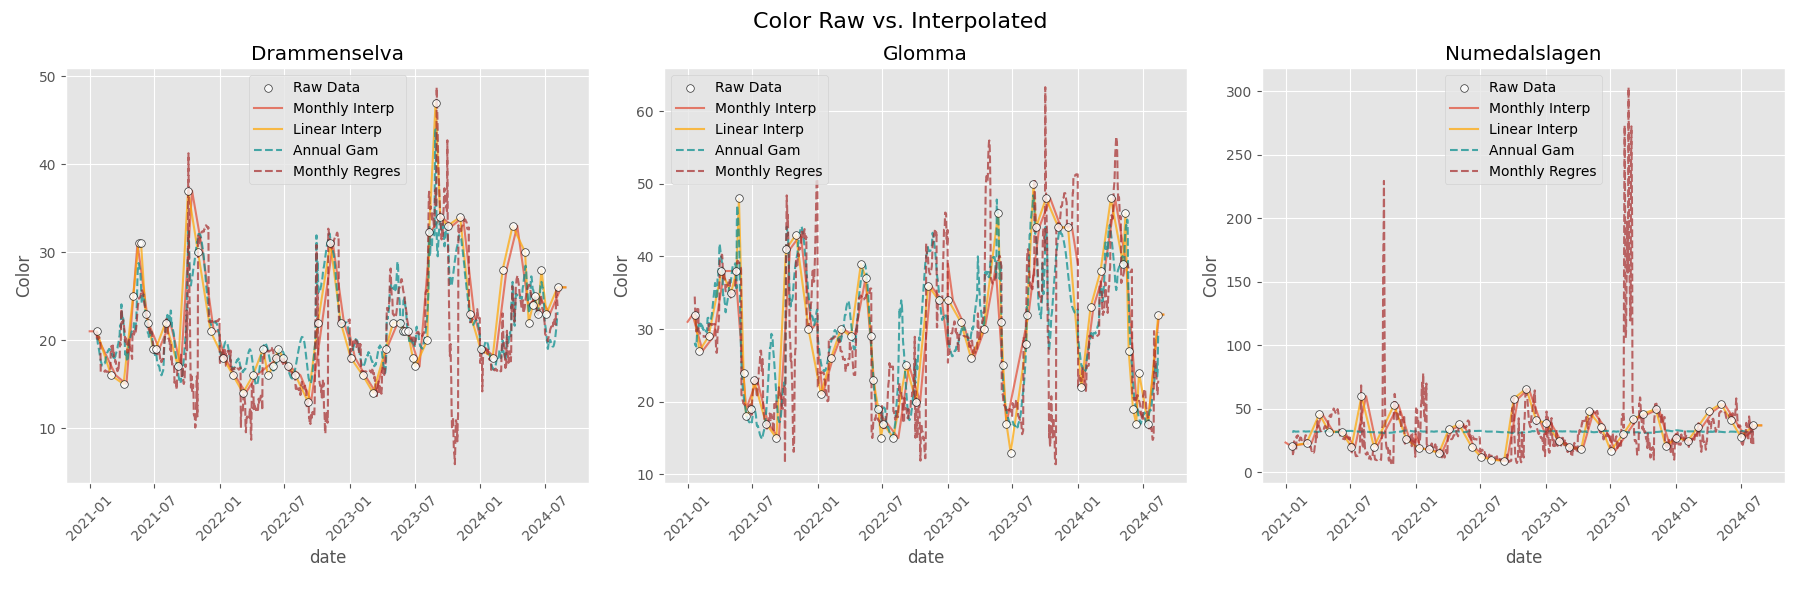 Color Raw vs. Interpolated
Drammenselva
Color
50
40
30
20
10
Raw Data
Monthly Interp
Linear Interp
Annual Gam
Monthly Regres
2021-01
2021-07
2022-01
2022-07
2023-01
2023-07
2024-01
2024-07
date
Glomma
Color
60
50
40
30
20
10
Raw Data
Monthly Interp
Linear Interp
Annual Gam
Monthly Regres
2021-01
2021-07
2022-01
2022-07
2023-01
2023-07
2024-01
2024-07
date
Numedalslagen
Color
300
250
200
150
100
50
0
Raw Data
Monthly Interp
Linear Interp
Annual Gam
Monthly Regres
2021-01
2021-07
2022-01
2022-07
2023-01
2023-07
2024-01
2024-07
date